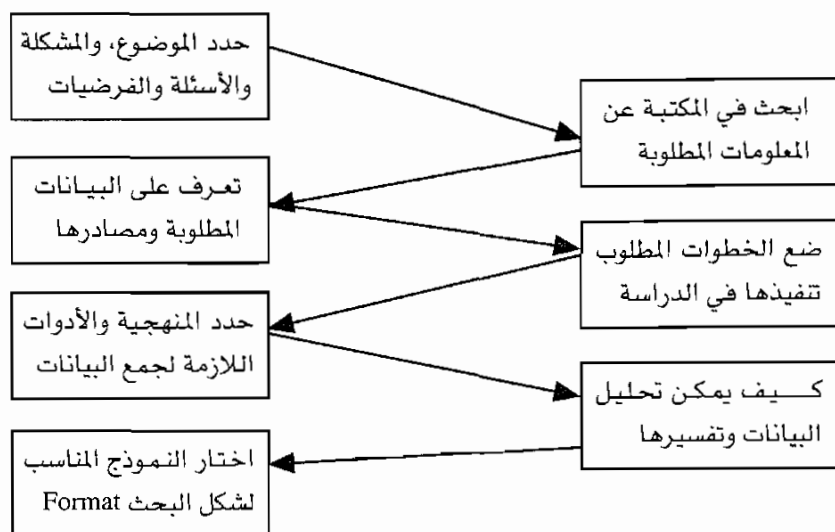 حدد الموضوع، والمشكلة
والأسئلة والفرضيات
ابحث في المكتبة عن
المعلومات المطلوبة
تعرف على البيانات
المطلوبة ومصادرها
ضع الخطوات المطلوب
تنفيذها في الدراسة
حدد المنهجية والأدوات
اللازمة لجمع البيانات
كيف يمكن تحليل
البيانات وتفسيرها
اختار النموذج المناسب
لشكل البحث Format